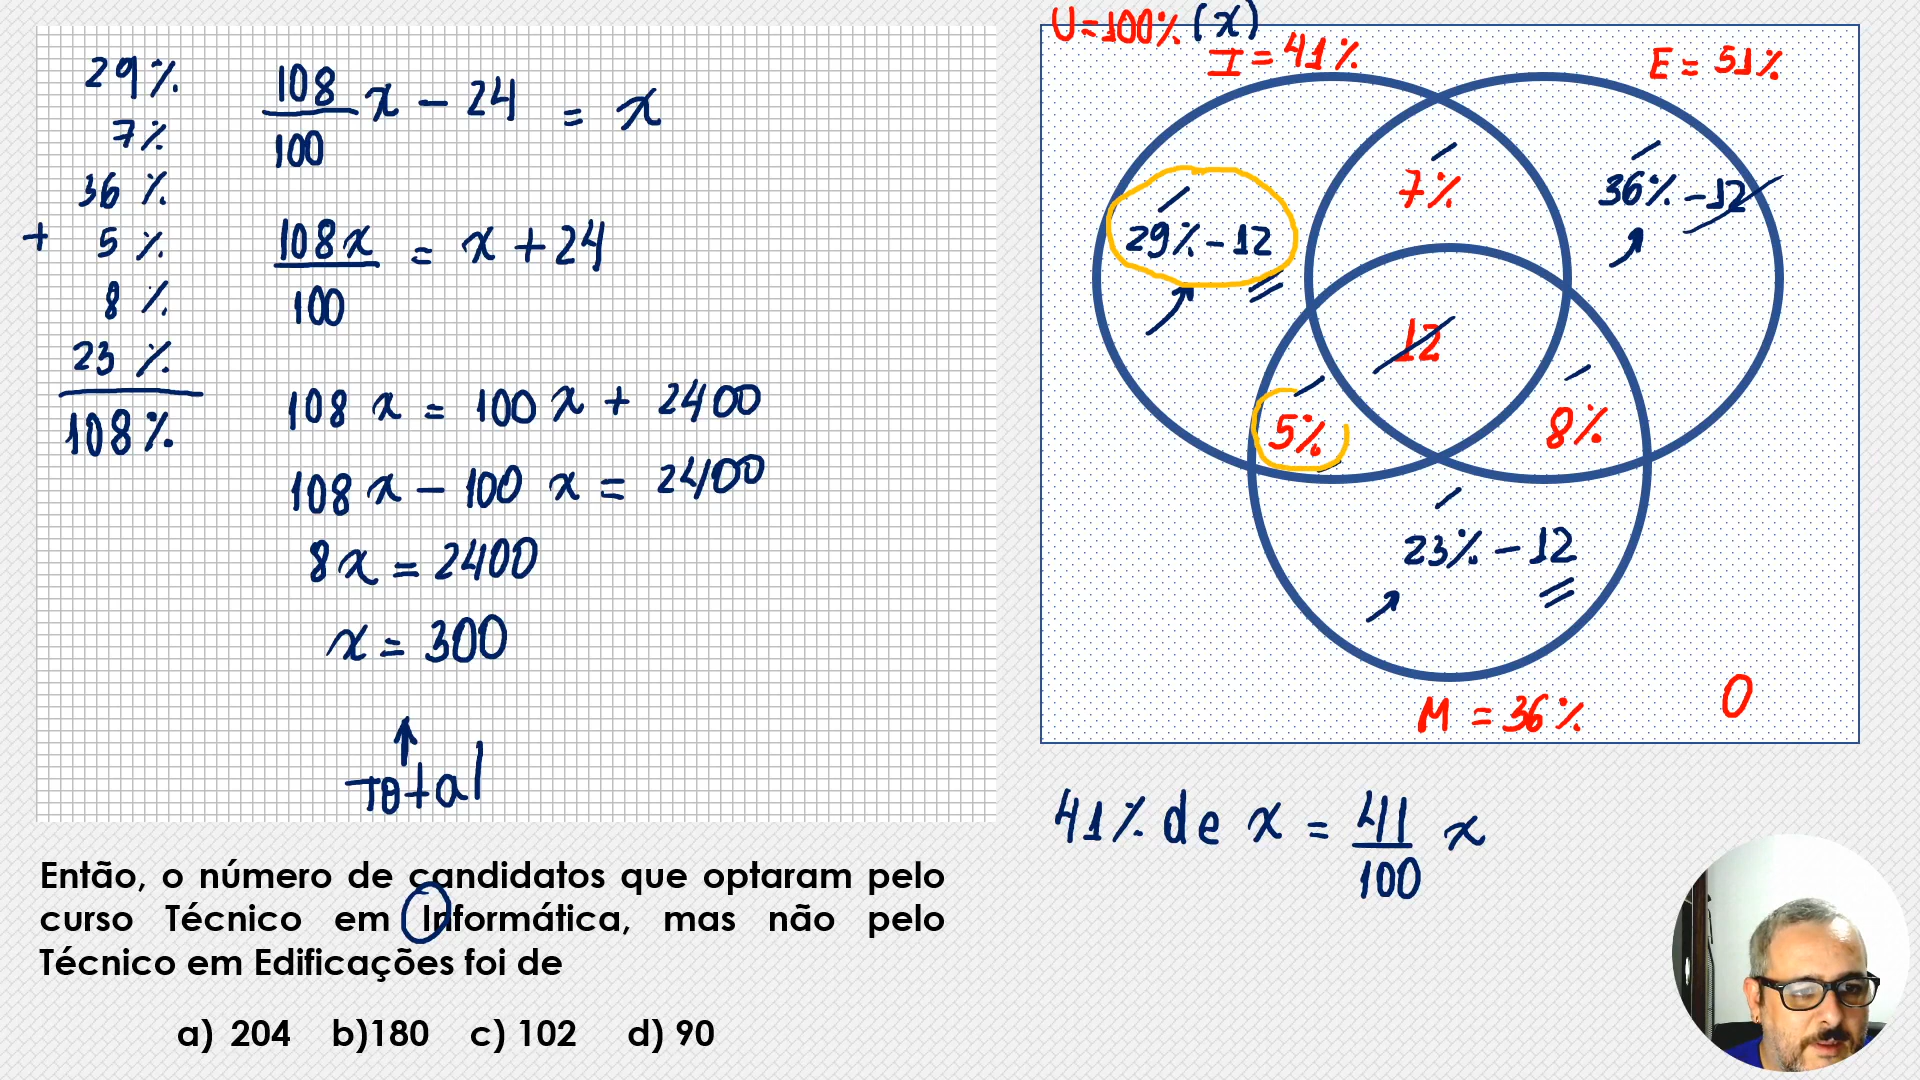 29%
7%
36 %
+ 5 %
8 %
23 %
108%
108/100 x - 24 = x
108x/100 = x + 24
108 x = 100 x + 2400
108 x - 100 x = 2400
8x = 2400
x = 300
↑
Total
Então, o número de candidatos que optaram pelo
curso Técnico em Informática, mas não pelo
Técnico em Edificações foi de
a) 204 b)180 c) 102 d) 90
U=100% (x)
I = 41%
E = 51%
7%
36% - 12
29% - 12
12
5%
8%
23% - 12
M = 36%
0
41% de x = 41/100 x